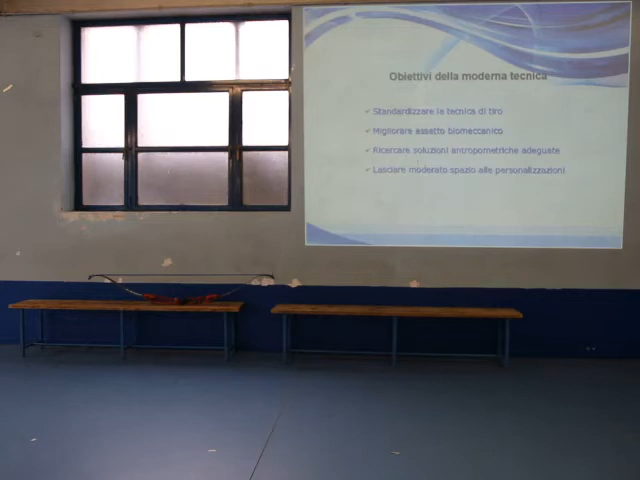 Obiettivi della moderna tecnica
✓ Standardizzare la tecnica di tiro
✓ Migliorare assetto biomeccanico
✓ Ricercare soluzioni antropometriche adeguate
✓ Lasciare moderato spazio alle personalizzazioni